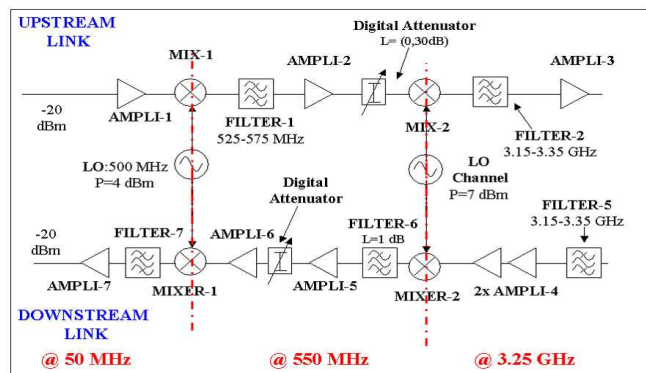 UPSTREAM
LINK
MIX-1
AMPLI-2
Digital
Attenuator
L= (0,30dB)
AMPLI-3
-20
dBm
AMPLI-1
FILTER-1
525-575 MHz
MIX-2
FILTER-2
3.15-3.35 GHz
LO:500 MHz
P=4 dBm
LO
Channel
P=7 dBm
Digital
Attenuator
FILTER-5
3.15-3.35 GHz
-20
dBm
FILTER-7
AMPLI-6
FILTER-6
L=1 dB
AMPLI-7
MIXER-1
AMPLI-5
MIXER-2
2x AMPLI-4
DOWNSTREAM
LINK
@ 50 MHz
@ 550 MHz
@ 3.25 GHz